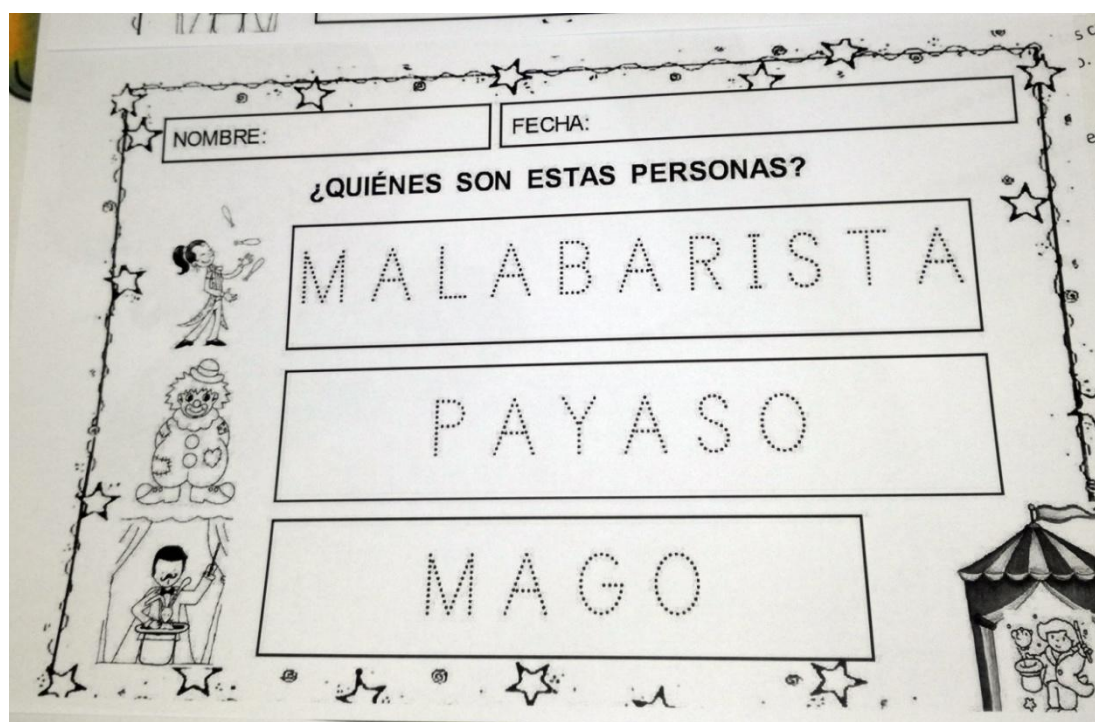 NOMBRE:
FECHA:
¿QUIÉNES SON ESTAS PERSONAS?
MALABARISTA
PAYASO
MAGO